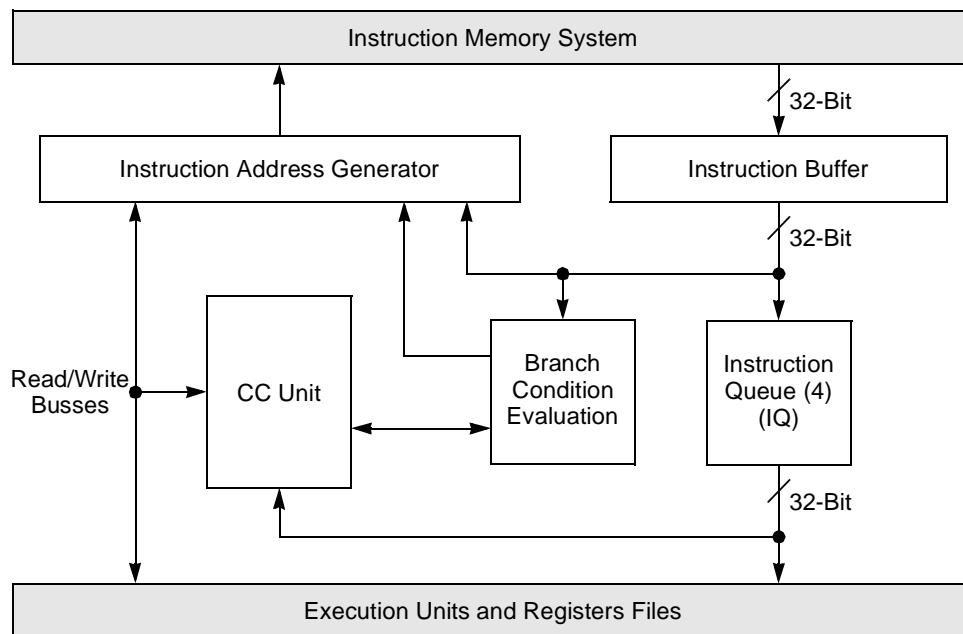 Instruction Memory System
32-Bit
Instruction Address Generator
Instruction Buffer
32-Bit
Read/Write
Busses
CC Unit
Branch
Condition
Evaluation
Instruction
Queue (4)
(IQ)
32-Bit
Execution Units and Registers Files